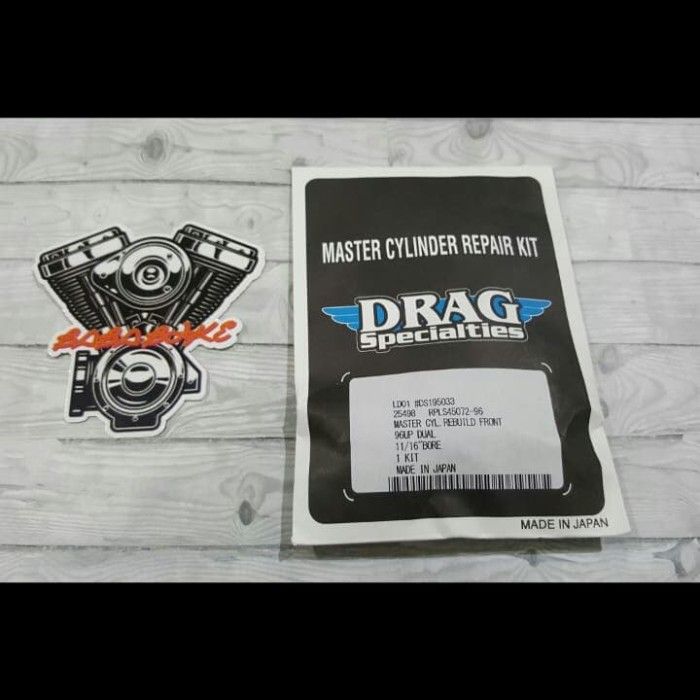 BABABOKE
MASTER CYLINDER REPAIR KIT
DRAG
Specialties
LD01 #DS195033
25498 RPLS45072-96
MASTER CYL.REBUILD FRONT
96UP DUAL
11/16"BORE
1 KIT
MADE IN JAPAN
MADE IN JAPAN